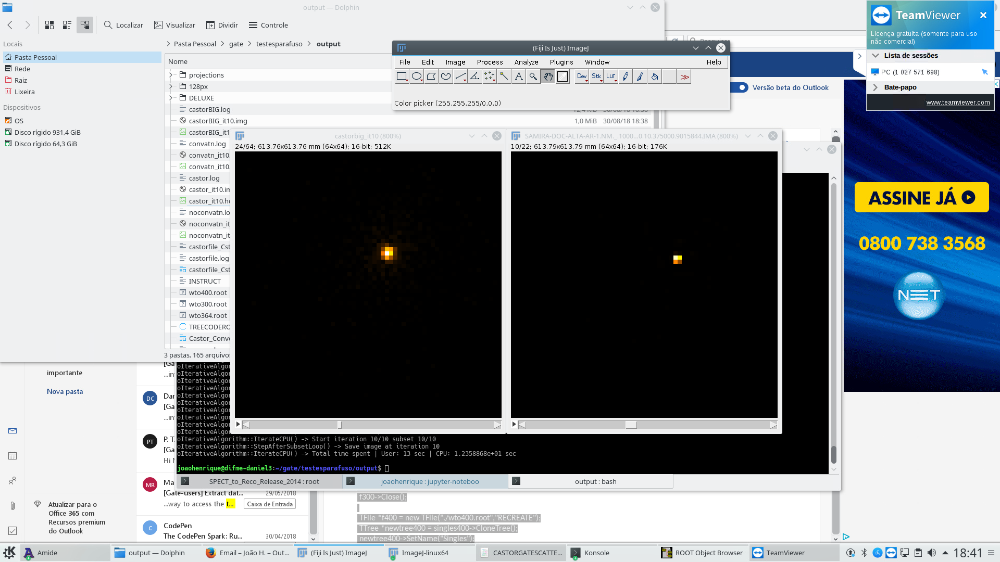 output — Dolphin
Localizar
Visualizar
Dividir
Controle
Locais
Pasta Pessoal
Rede
Raiz
Lixeira
Dispositivos
OS
Disco rígido 931,4 GiB
Disco rígido 64,3 GiB
Pasta Pessoal
gate
testesparafuso
output
Nome
projections
128px
DELUXE
castorBIG.log
12,4 KiB 30/08/18 18:38
castorBIG_it10.img
1,0 MiB 30/08/18 18:38
castorBIG_it1
convatn.log
convatn_it10.
convatn_it10.
castor.log
castor_it10.im
castor_it10.hd
noconvatn.lo
noconvatn_it
noconvatn_it
castorfile_Cst
castorfile.log
castorfile_Cst
INSTRUCT
wto400.root
wto300.root
wto364.root
TREECODERO
Castor_Conve
3 pastas, 165 arquivos
(Fiji Is Just) ImageJ
File Edit Image Process Analyze Plugins Window Help
Dev Stk LUT
Color picker (255,255,255/0,0,0)
castorbig_it10 (800%)
24/64; 613.76x613.76 mm (64x64); 16-bit; 512K
SAMIRA-DOC-ALTA-AR-1.NM._.1000...0.10.375000.9015844.IMA (800%)
10/22; 613.79x613.79 mm (64x64); 16-bit; 176K
TeamViewer
Licença gratuita (somente para uso
não comercial)
Lista de sessões
PC (1 027 571 698)
Bate-papo
www.teamviewer.com
Pesquisar
Versão beta do Outlook
ASSINE JÁ
0800 738 3568
NET
importante
Nova pasta
[Ga
...in
DC
Dar
[Ga
...in
PT
P. T.
[Ga
Hi M
MR
Ma
[Gate-users] Extract dat...
29/05/2018
...way to access the t...
Caixa de Entrada
C
CodePen
The CodePen Spark: Ru...
30/04/2018
Atualizar para o
Office 365 com
Recursos premium
do Outlook
oIterativeAlgor
oIterativeAlgor
oIterativeAlgor
oIterativeAlgor
oIterativeAlgor
oIterativeAlgor
oIterativeAlgor
oIterativeAlgor
oIterativeAlgor
oIterativeAlgor
oIterativeAlgorithm::IterateCPU() -> Start iteration 10/10 subset 10/10
oIterativeAlgorithm::StepAfterSubsetLoop() -> Save image at iteration 10
oIterativeAlgorithm::IterateCPU() -> Total time spent | User: 13 sec | CPU: 1.2358868e+01 sec
joaohenrique@difme-daniel3:~/gate/testesparafuso/output$
SPECT_to_Reco_Release_2014 : root
joaohenrique : jupyter-noteboo
output : bash
f300->Close();
TFile *f400 = new TFile("./wto400.root","RECREATE");
TTree *newtree400 = singles400->CloneTree();
newtree400->SetName("Singles");
Amide
output — Dolphin
Email – João H. – Out...
(Fiji Is Just) ImageJ
ImageJ-linux64
CASTORGATESCATTE...
Konsole
ROOT Object Browser
TeamViewer
18:41